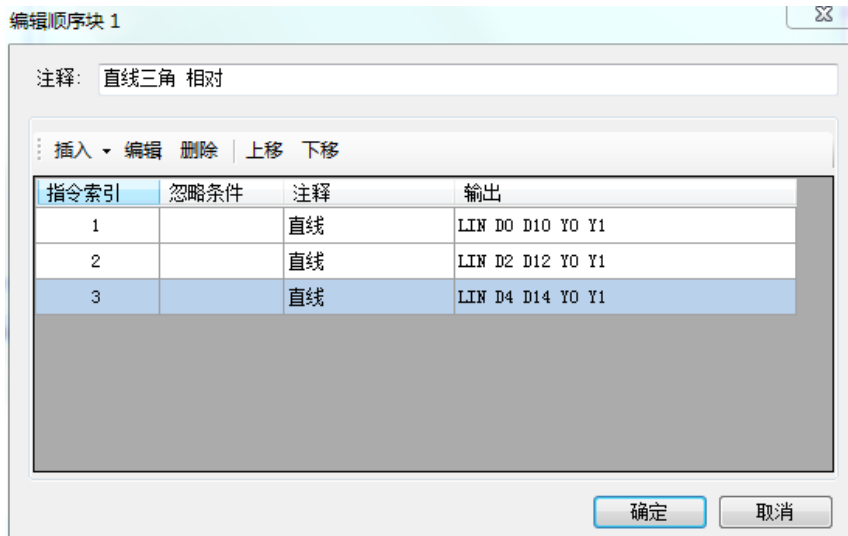 编辑顺序块 1
注释: 直线三角 相对
插入 编辑 删除 上移 下移
指令索引 忽略条件 注释 输出
1 直线 LIN D0 D10 Y0 Y1
2 直线 LIN D2 D12 Y0 Y1
3 直线 LIN D4 D14 Y0 Y1
确定 取消